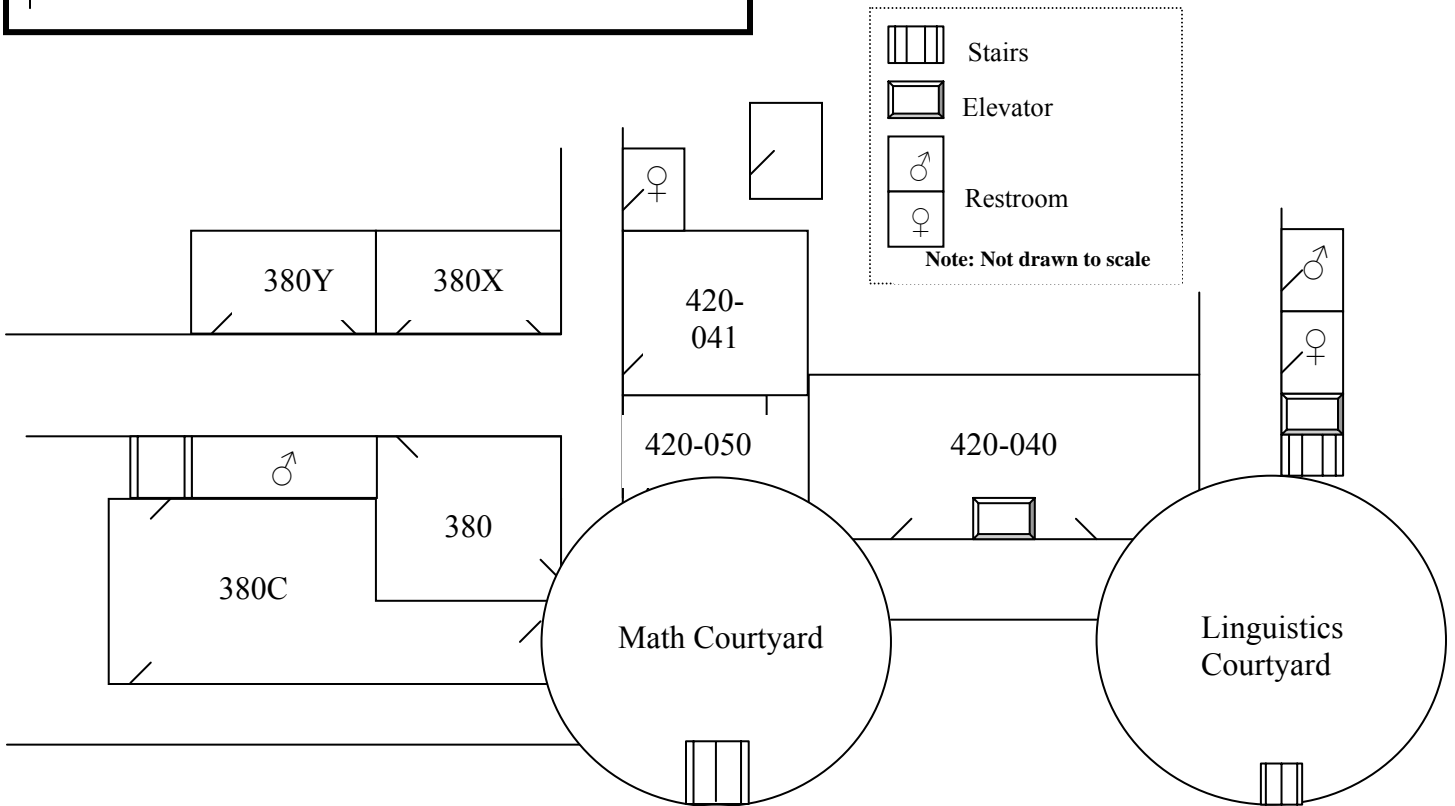 Stairs
Elevator
♂
Restroom
♀
Note: Not drawn to scale
♀
380Y
380X
420-
041
♂
♀
420-050
420-040
♂
380
380C
Math Courtyard
Linguistics
Courtyard